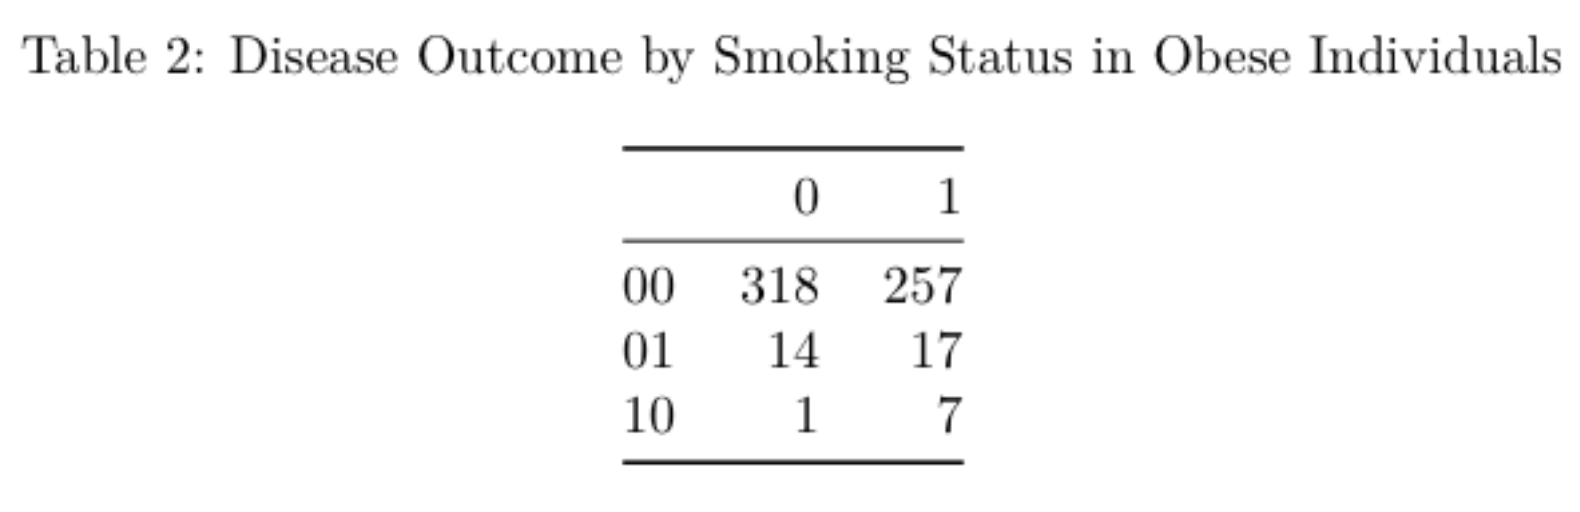 Table 2: Disease Outcome by Smoking Status in Obese Individuals
0 1
00 318 257
01 14 17
10 1 7